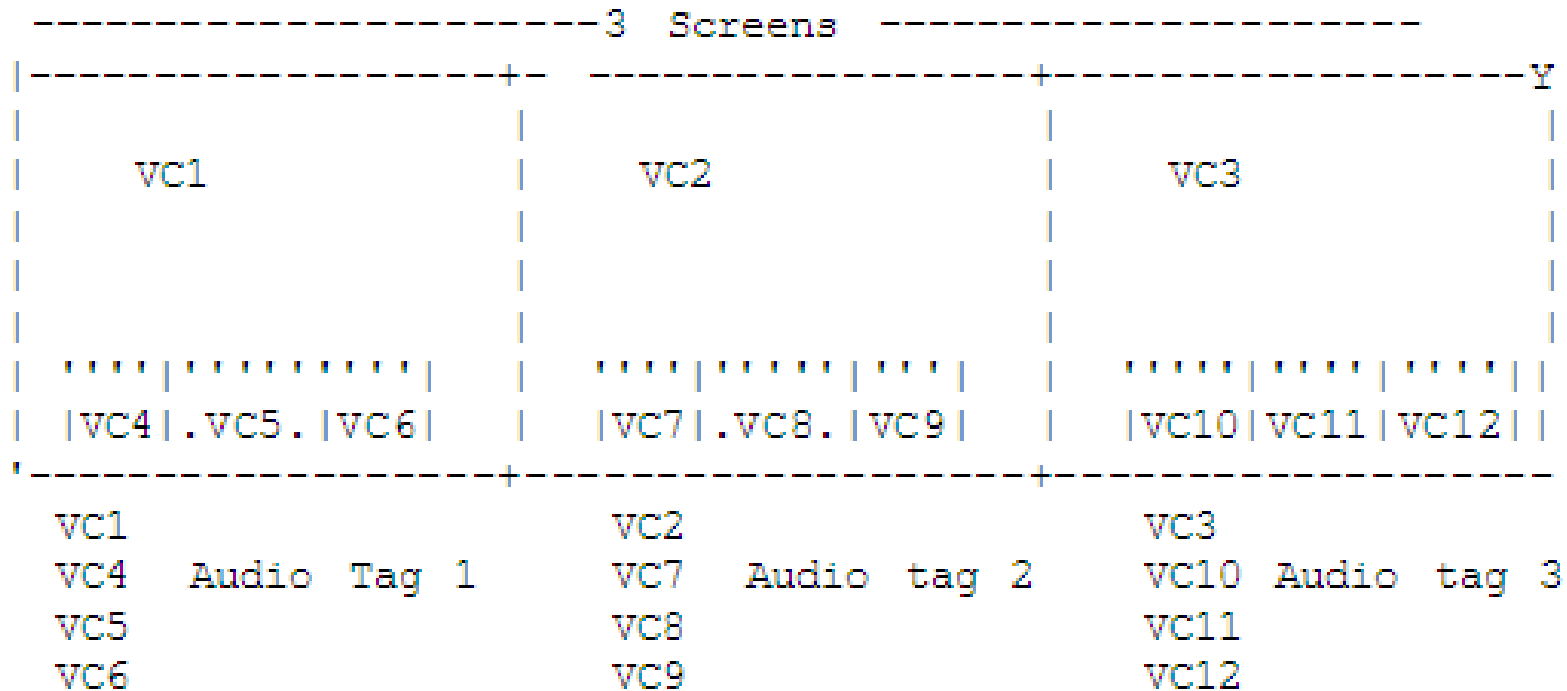 --------------------3 Screens -------------------
|-----------------+- ----------------+-----------------Y
|                  |                  |                 |
|    VC1           |    VC2           |    VC3          |
|                  |                  |                 |
|                  |                  |                 |
|                  |                  |                 |
| ''''|'''''''''|  |  ''''|'''''|'''|  |  '''''|''''|''''||
| |VC4|.VC5.|VC6|  |  |VC7|.VC8.|VC9|  |  |VC10|VC11|VC12||
'-----------------+-------------------+------------------
VC1 VC2 VC3
VC4 Audio Tag 1 VC7 Audio tag 2 VC10 Audio tag 3
VC5 VC8 VC11
VC6 VC9 VC12